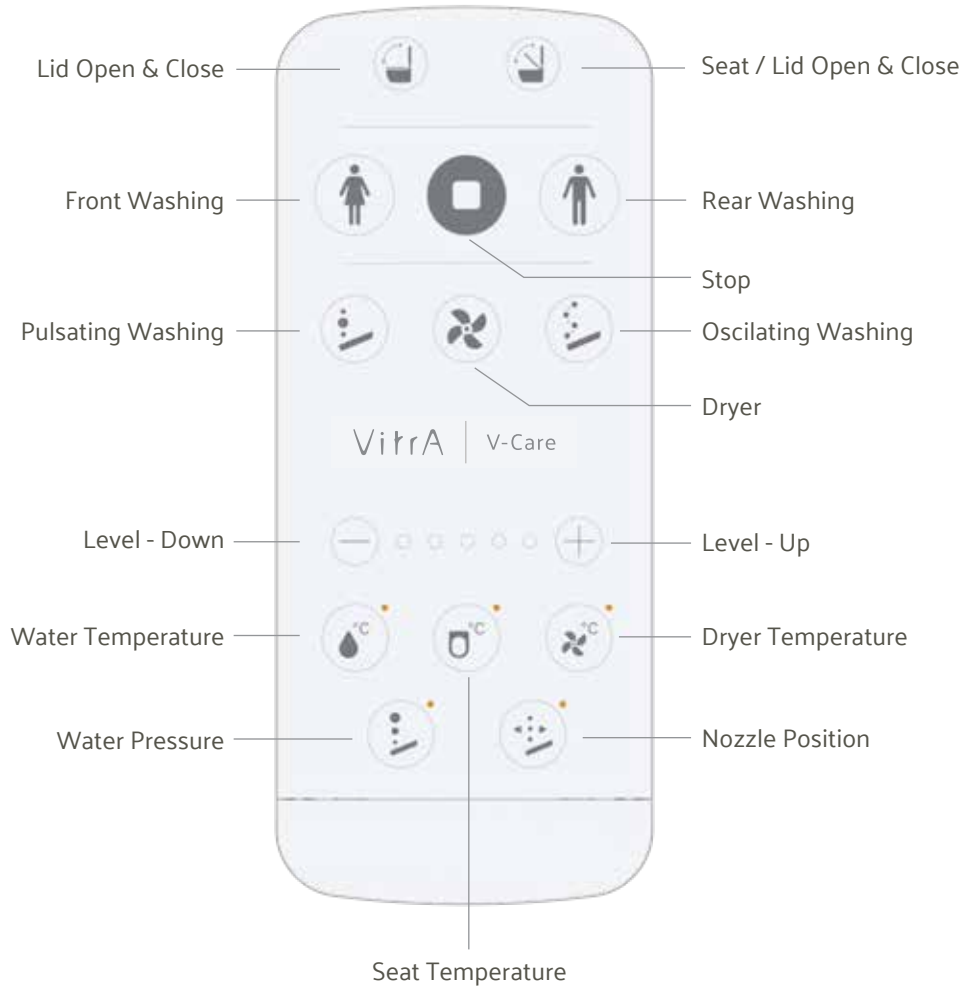 Lid Open & Close
Seat / Lid Open & Close
Front Washing
Rear Washing
Stop
Pulsating Washing
Oscilating Washing
Dryer
VitrA | V-Care
Level - Down
Level - Up
°C
°C
°C
Water Temperature
Dryer Temperature
Water Pressure
Nozzle Position
Seat Temperature